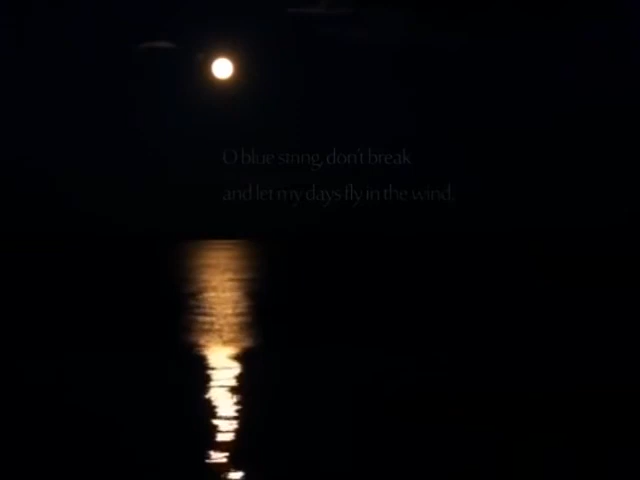 O blue string, don't break
and let my days fly in the wind.